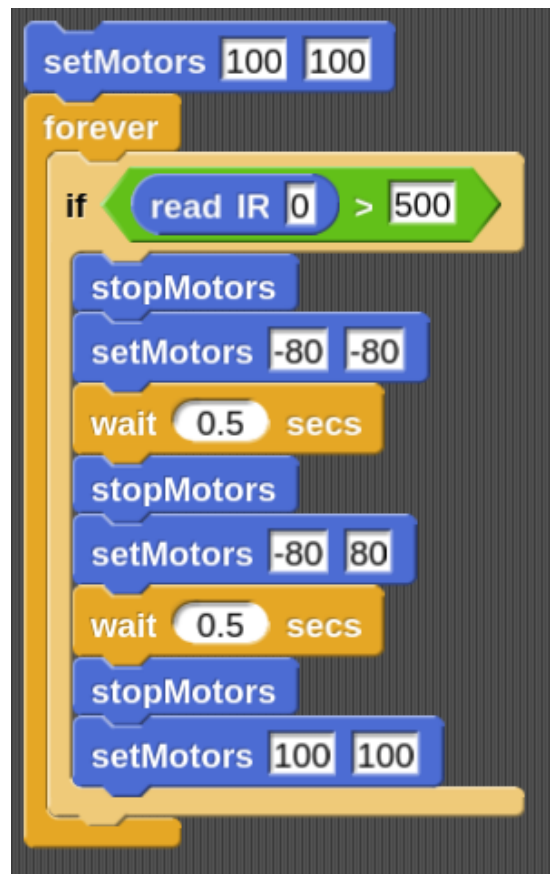 setMotors 100 100
forever
if read IR 0 > 500
stopMotors
setMotors -80 -80
wait 0.5 secs
stopMotors
setMotors -80 80
wait 0.5 secs
stopMotors
setMotors 100 100